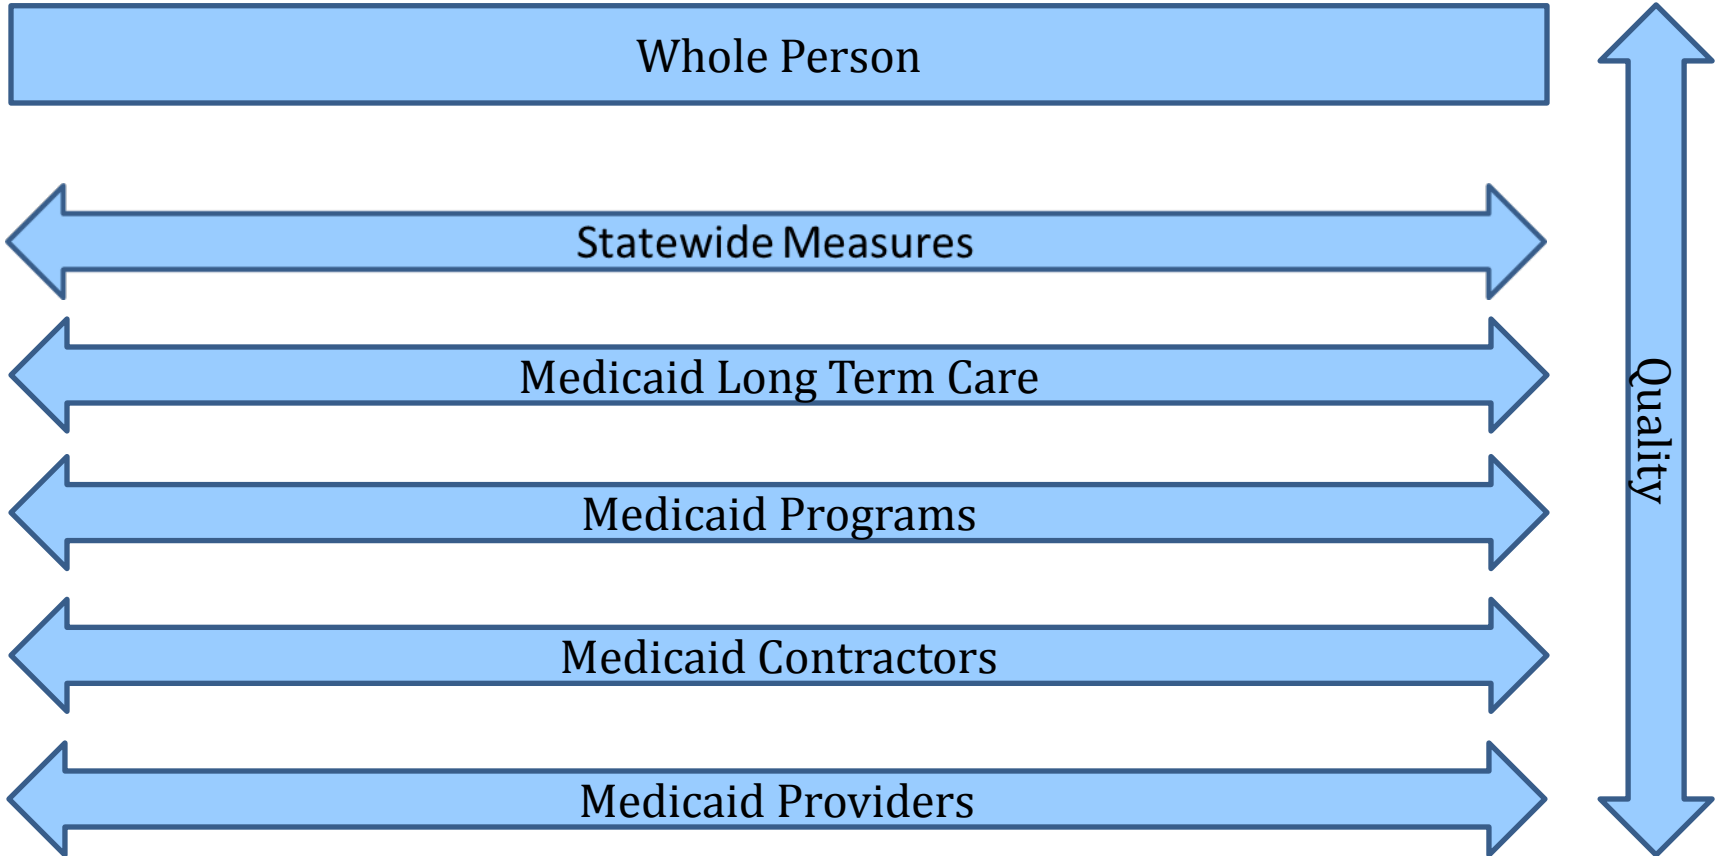 Whole Person
Statewide Measures
Medicaid Long Term Care
Medicaid Programs
Medicaid Contractors
Medicaid Providers
Quality